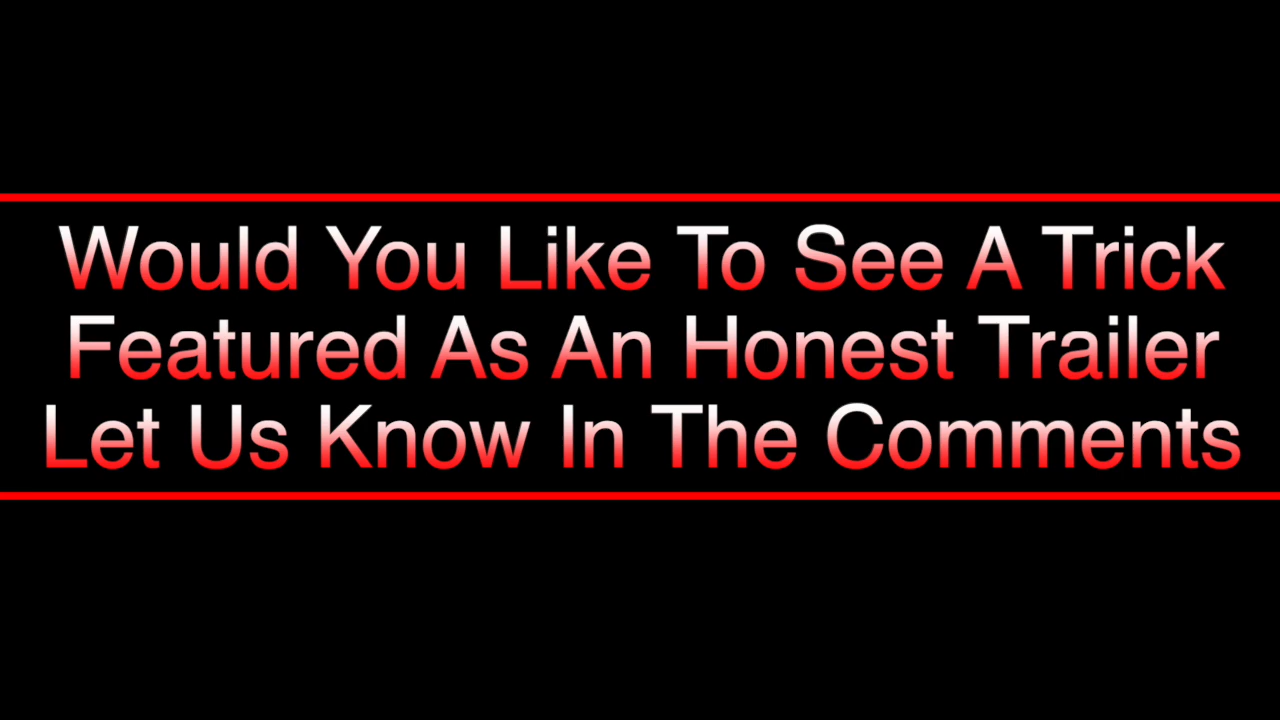 Would You Like To See A Trick
Featured As An Honest Trailer
Let Us Know In The Comments